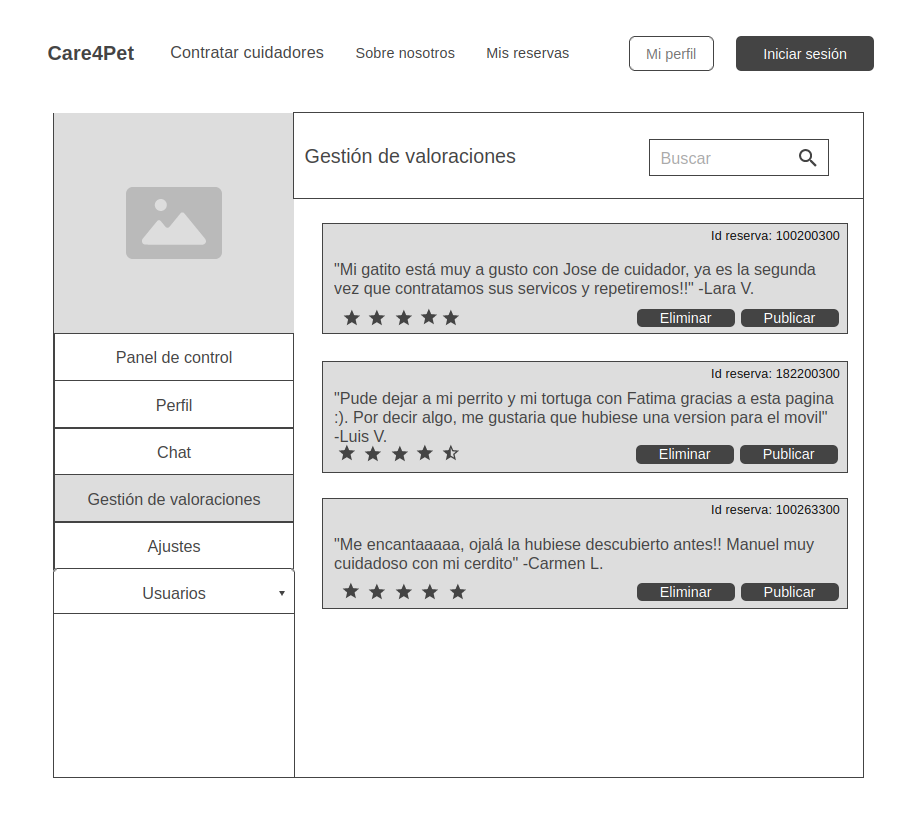 Care4Pet
Contratar cuidadores
Sobre nosotros
Mis reservas
Mi perfil
Iniciar sesión
Gestión de valoraciones
Buscar
Panel de control
Perfil
Chat
Gestión de valoraciones
Ajustes
Usuarios
Id reserva: 100200300
"Mi gatito está muy a gusto con Jose de cuidador, ya es la segunda
vez que contratamos sus servicos y repetiremos!!" -Lara V.
Eliminar
Publicar
Id reserva: 182200300
"Pude dejar a mi perrito y mi tortuga con Fatima gracias a esta pagina
:). Por decir algo, me gustaria que hubiese una version para el movil"
-Luis V.
Eliminar
Publicar
Id reserva: 100263300
"Me encantaaaaa, ojalá la hubiese descubierto antes!! Manuel muy
cuidadoso con mi cerdito" -Carmen L.
Eliminar
Publicar